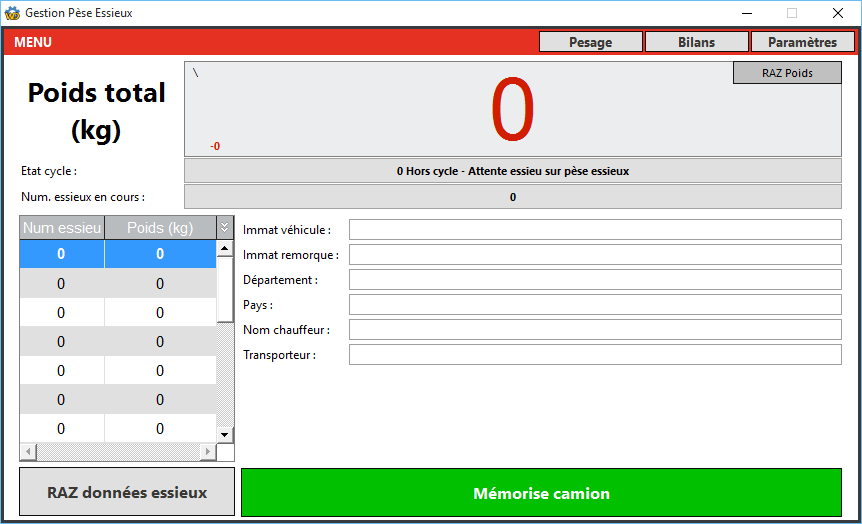 Gestion Pèse Essieux
MENU
Pesage
Bilans
Paramètres
Poids total
(kg)
\
0
-0
RAZ Poids
Etat cycle :
0 Hors cycle - Attente essieu sur pèse essieux
Num. essieux en cours :
0
Num essieu Poids (kg)
0 0
0 0
0 0
0 0
0 0
0 0
0 0
Immat véhicule :
Immat remorque :
Département :
Pays :
Nom chauffeur :
Transporteur :
RAZ données essieux
Mémorise camion